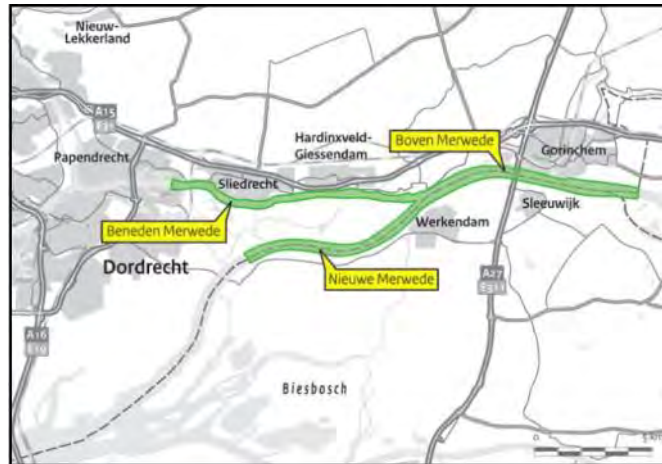 Nieuw-
Lekkerland
A15
Papendrecht
Hardinxveld-
Giessendam
Boven Merwede
Gorinchem
Sliedrecht
Beneden Merwede
Werkendam
Sleeuwijk
Dordrecht
Nieuwe Merwede
A27
E311
A16
E19
Biesbosch
0